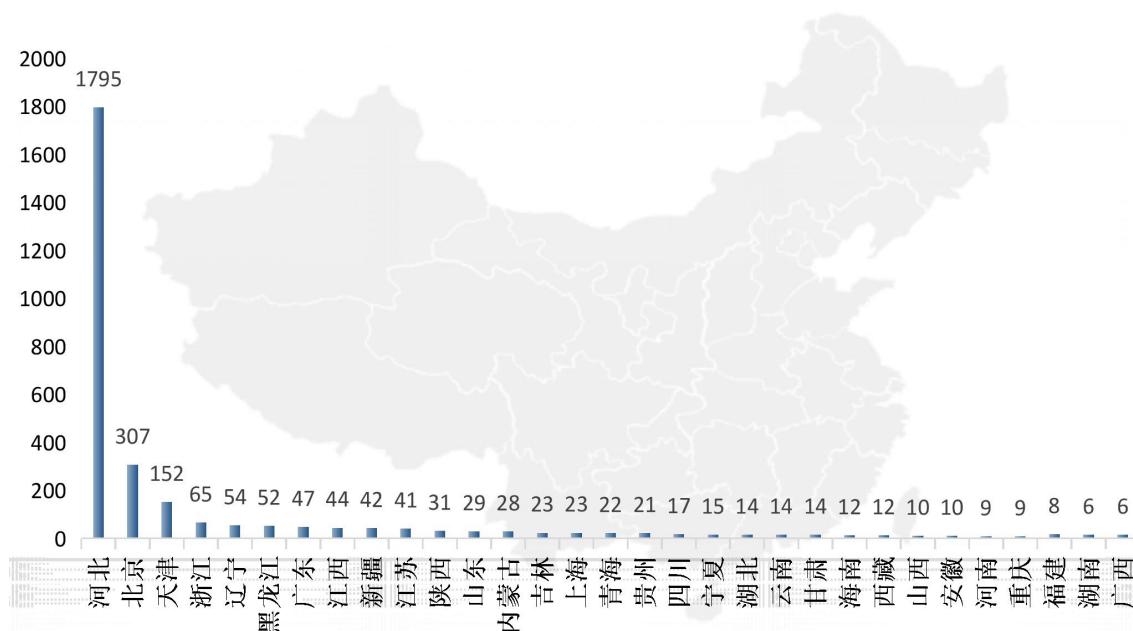 2000
1800
1600
1400
1200
1000
800
600
400
200
0
1795
307
152
65
54
52
47
44
42
41
31
29
28
23
23
22
21
17
15
14
14
14
12
12
10
10
9
9
8
6
6
河北
北京
天津
浙江
辽宁
黑龙江
广东
江西
新疆
江苏
陕西
山东
内蒙古
吉林
上海
青海
贵州
四川
宁夏
湖北
云南
甘肃
海南
西藏
山西
安徽
河南
重庆
福建
湖南
广西